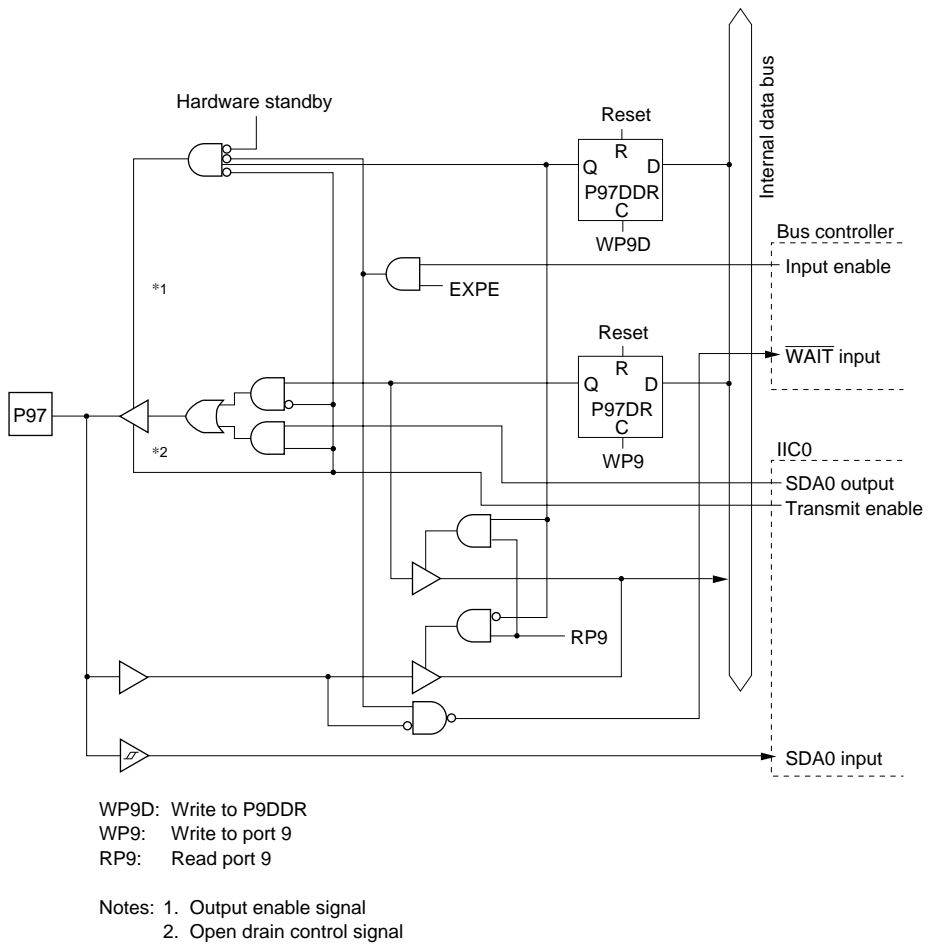 Hardware standby
Reset
R
Q D
P97DDR
C
WP9D
Internal data bus
Bus controller
Input enable
EXPE
*1
Reset
R
Q D
P97DR
C
WP9
WAIT input
P97
*2
IIC0
SDA0 output
Transmit enable
RP9
SDA0 input
WP9D: Write to P9DDR
WP9: Write to port 9
RP9: Read port 9
Notes: 1. Output enable signal
2. Open drain control signal